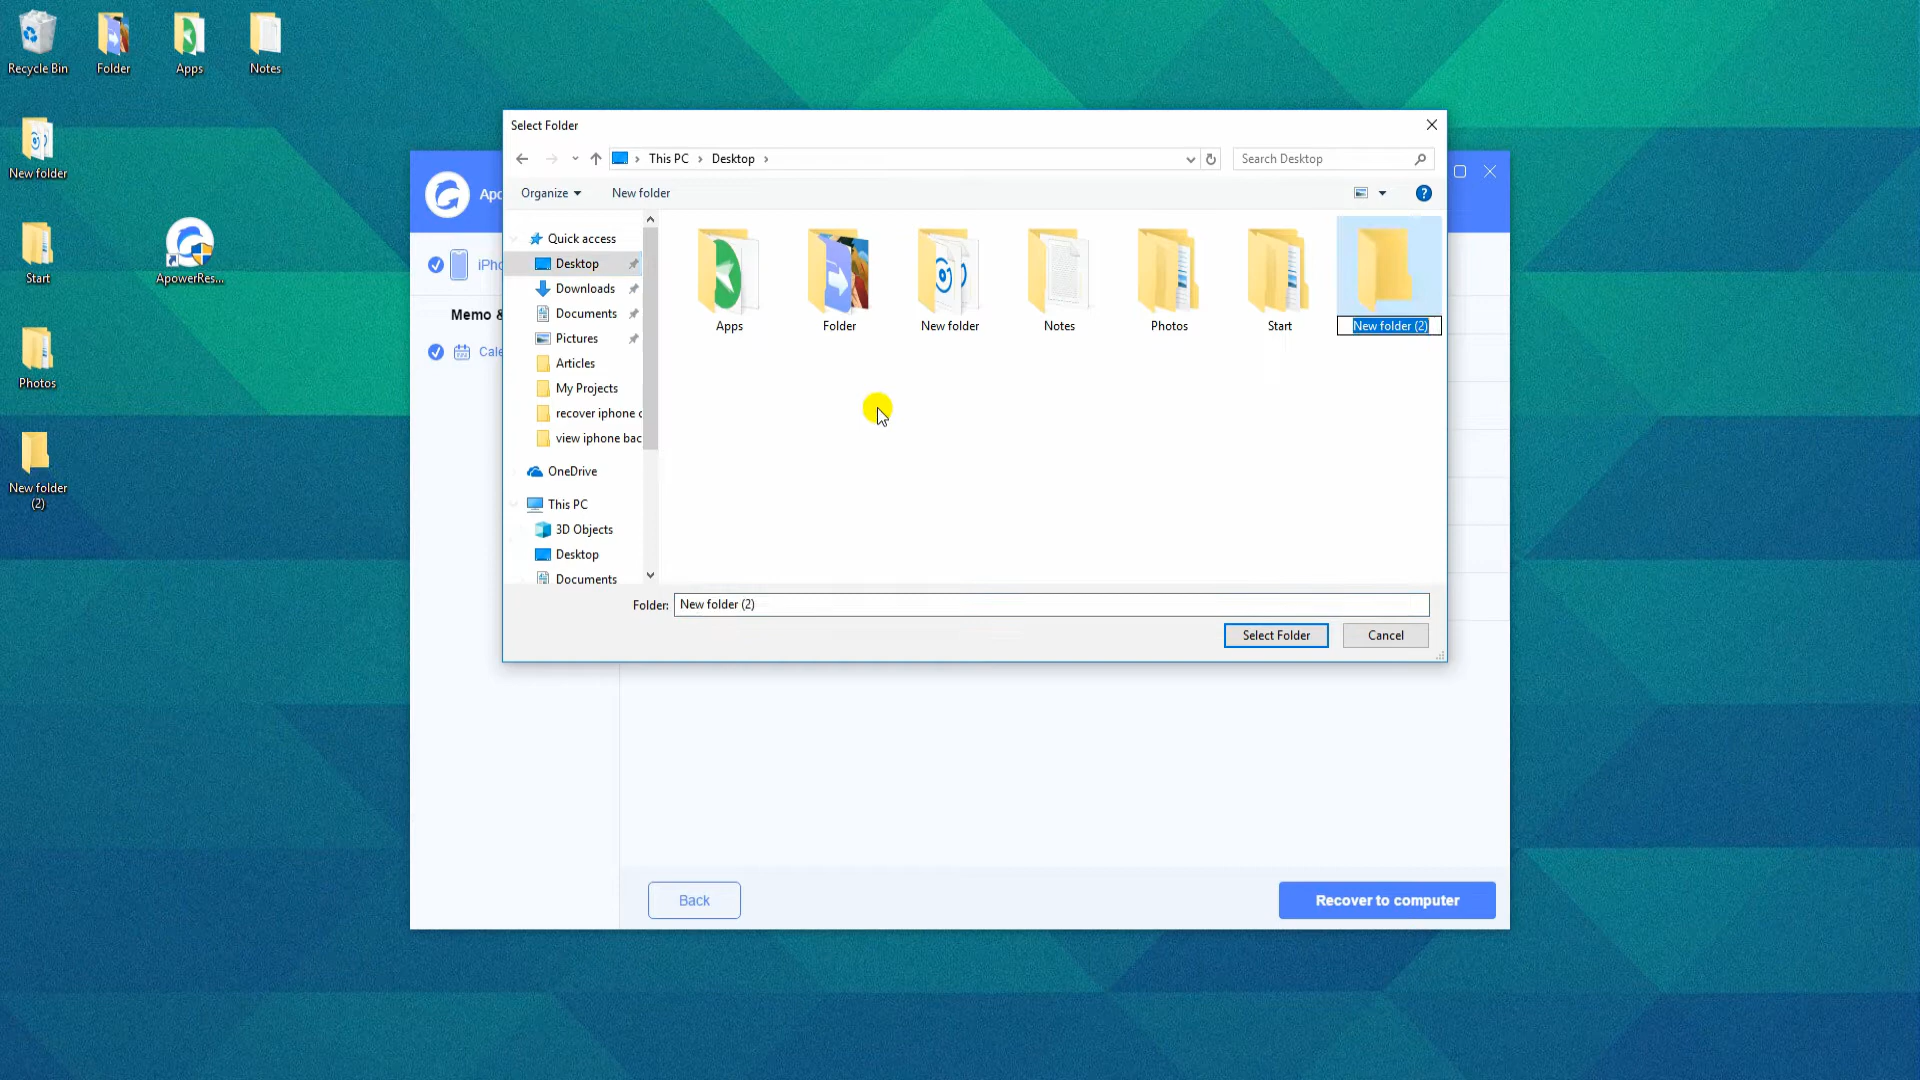 Recycle Bin
Folder
Apps
Notes
New folder
Start
ApowerRes...
Photos
New folder
(2)
Select Folder
This PC
Desktop
Search Desktop
Organize
New folder
Quick access
Desktop
Downloads
Documents
Pictures
Articles
My Projects
recover iphone
view iphone bac
OneDrive
This PC
3D Objects
Desktop
Documents
Apps
Folder
New folder
Notes
Photos
Start
New folder (2)
Folder:
New folder (2)
Select Folder
Cancel
Apo
iPho
Memo &
Cale
Back
Recover to computer